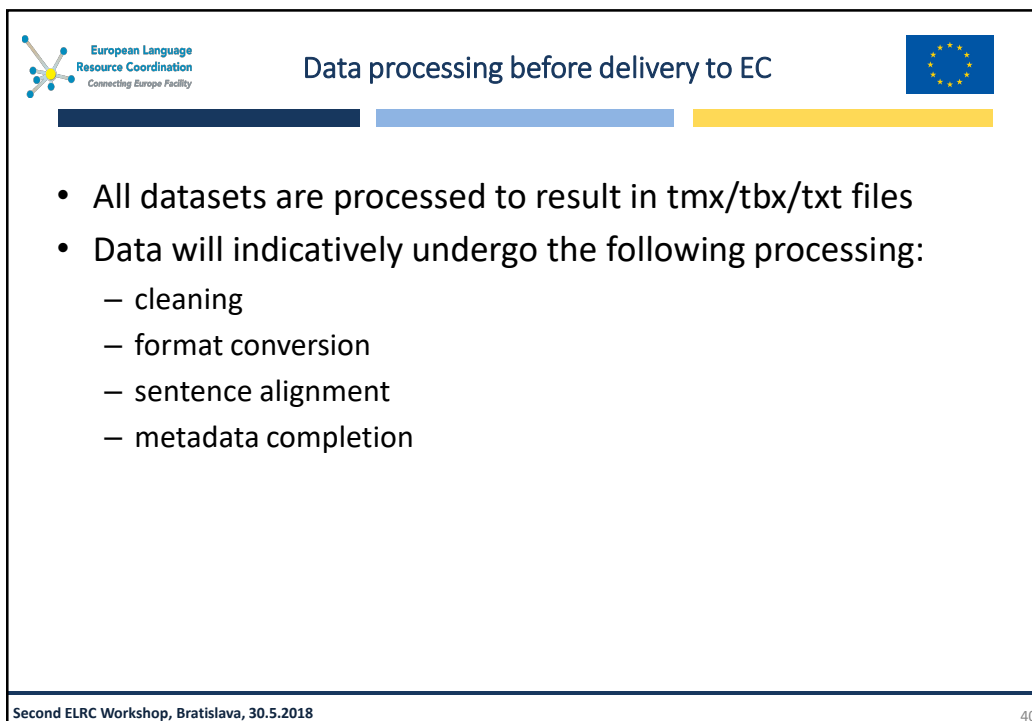 European Language
Resource Coordination
Connecting Europe Facility
Data processing before delivery to EC
• All datasets are processed to result in tmx/tbx/txt files
• Data will indicatively undergo the following processing:
– cleaning
– format conversion
– sentence alignment
– metadata completion
Second ELRC Workshop, Bratislava, 30.5.2018
40